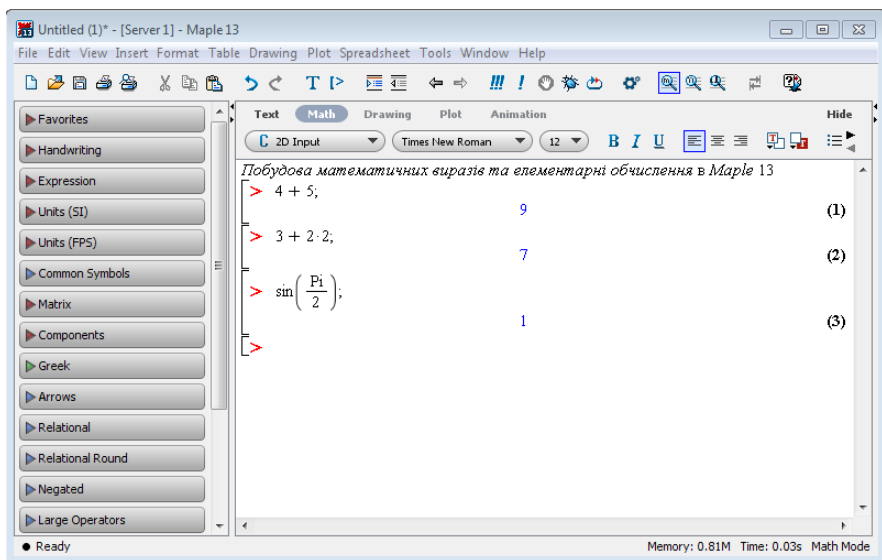 Untitled (1)* - [Server 1] - Maple 13
File Edit View Insert Format Table Drawing Plot Spreadsheet Tools Window Help
Text Math Drawing Plot Animation Hide
C 2D Input Times New Roman 12 B I U
Favorites
Handwriting
Expression
Units (SI)
Units (FPS)
Common Symbols
Matrix
Components
Greek
Arrows
Relational
Relational Round
Negated
Large Operators
Побудова математичних виразів та елементарні обчислення в Maple 13
> 4 + 5;
9 (1)
> 3 + 2·2;
7 (2)
> sin(Pi/2);
1 (3)
>
Ready Memory: 0.81M Time: 0.03s Math Mode